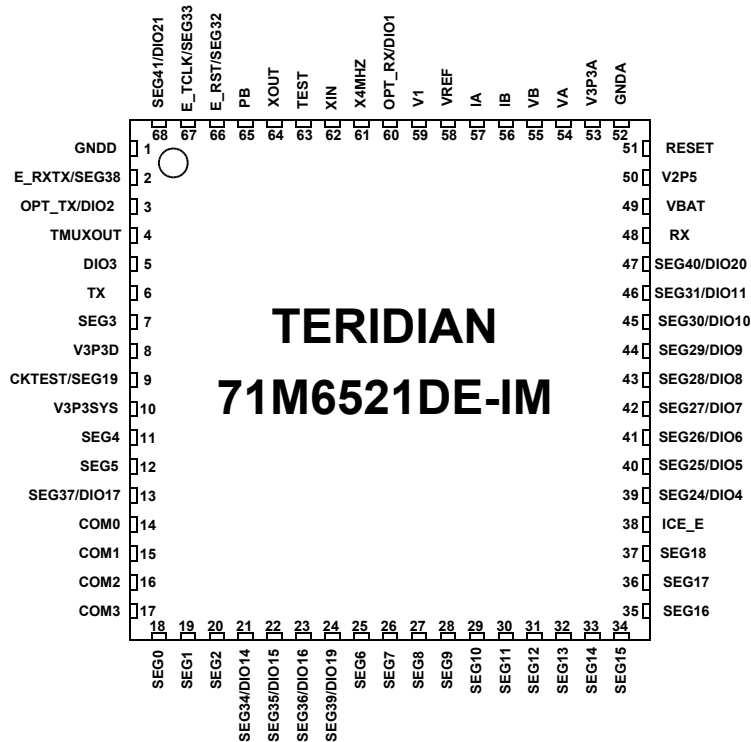 SEG41/DIO21
E_TCLK/SEG33
E_RST/SEG32
PB
XOUT
TEST
XIN
X4MHZ
OPT_RX/DIO1
V1
VREF
IA
IB
VB
VA
V3P3A
GNDA
68 67 66 65 64 63 62 61 60 59 58 57 56 55 54 53 52
GNDD 1
E_RXTX/SEG38 2
OPT_TX/DIO2 3
TMUXOUT 4
DIO3 5
TX 6
SEG3 7
V3P3D 8
CKTEST/SEG19 9
V3P3SYS 10
SEG4 11
SEG5 12
SEG37/DIO17 13
COM0 14
COM1 15
COM2 16
COM3 17
TERIDIAN
71M6521DE-IM
51 RESET
50 V2P5
49 VBAT
48 RX
47 SEG40/DIO20
46 SEG31/DIO11
45 SEG30/DIO10
44 SEG29/DIO9
43 SEG28/DIO8
42 SEG27/DIO7
41 SEG26/DIO6
40 SEG25/DIO5
39 SEG24/DIO4
38 ICE_E
37 SEG18
36 SEG17
35 SEG16
18 19 20 21 22 23 24 25 26 27 28 29 30 31 32 33 34
SEG0
SEG1
SEG2
SEG34/DIO14
SEG35/DIO15
SEG36/DIO16
SEG39/DIO19
SEG6
SEG7
SEG8
SEG9
SEG10
SEG11
SEG12
SEG13
SEG14
SEG15